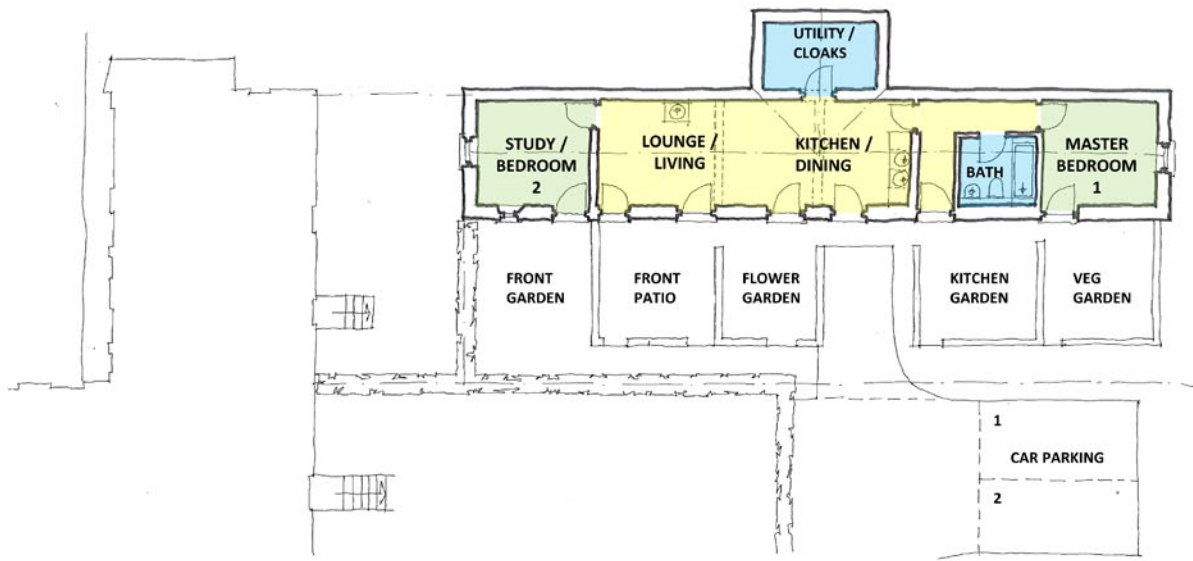 UTILITY /
CLOAKS
STUDY /
BEDROOM
2
LOUNGE /
LIVING
KITCHEN /
DINING
BATH
MASTER
BEDROOM
1
FRONT
GARDEN
FRONT
PATIO
FLOWER
GARDEN
KITCHEN
GARDEN
VEG
GARDEN
1
CAR PARKING
2